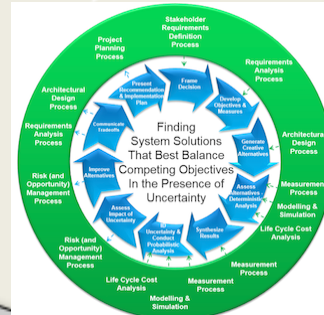 Stakeholder
Requirements
Definition
Process
Requirements
Analysis
Process
Architectural
Design
Process
Measurement
Process
Modeling &
Simulation
Life Cycle Cost
Analysis
Measurement
Process
Measurement
Process
Modelling &
Simulation
Life Cycle Cost
Analysis
Risk (and
Opportunity)
Management
Process
Risk (and
Opportunity)
Management
Process
Requirements
Analysis
Process
Architectural
Design
Process
Project
Planning
Process
Frame
Decision
Develop
Objectives &
Measures
Generate
Creative
Alternatives
Assess
Alternatives
Deterministic
Analysis
Synthesize
Results
Uncertainty &
Conduct
Probabilistic
Analysis
Assess
Impact of
Uncertainty
Improve
Alternatives
Communicate
Tradeoffs
Present
Recommendation
& Implementation
Plan
Finding
System Solutions
That Best Balance
Competing Objectives
In the Presence of
Uncertainty